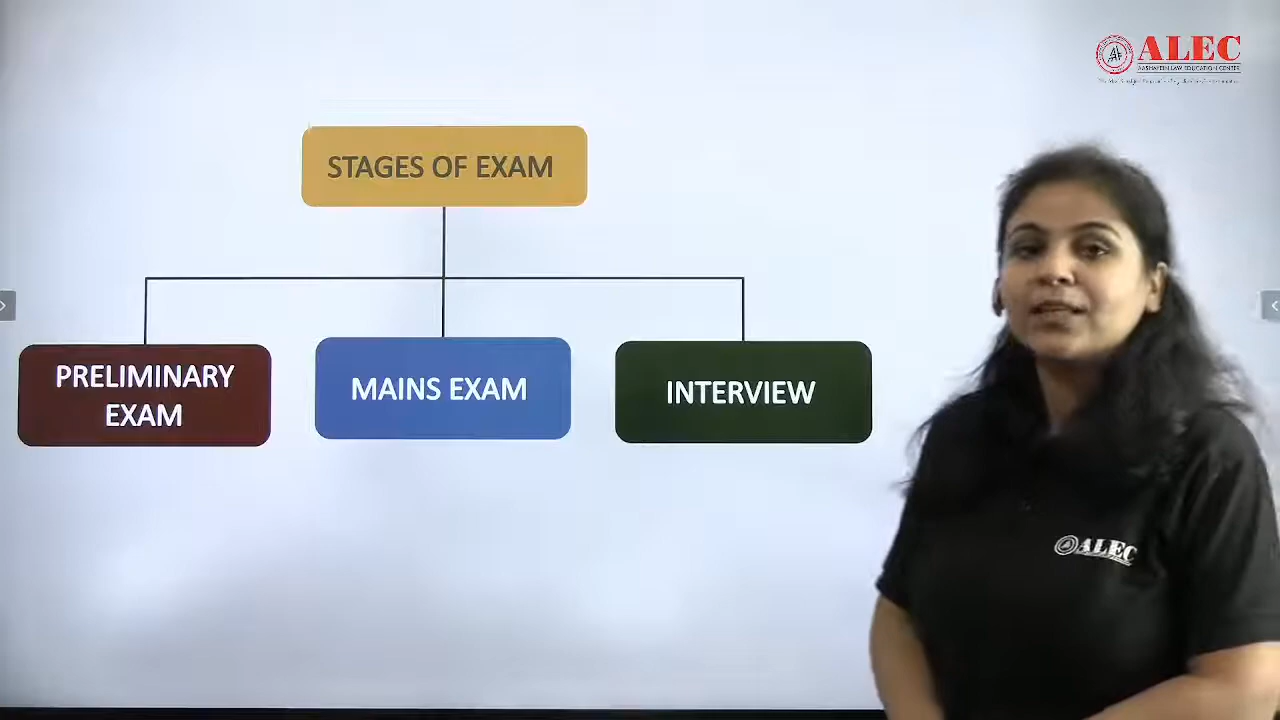 ALEC
STAGES OF EXAM
PRELIMINARY
EXAM
MAINS EXAM
INTERVIEW
ALEC